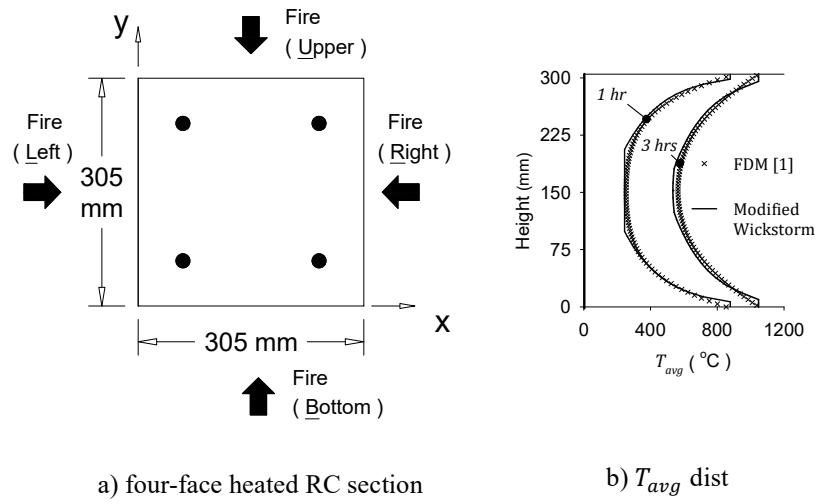 y
Fire
( Upper )
Fire
( Left )
Fire
( Right )
305
mm
305 mm
x
Fire
( Bottom )
a) four-face heated RC section
300
225
150
75
0
Height (mm)
1 hr
3 hrs
FDM [1]
Modified
Wickstorm
0 400 800 1200
T_avg ( °C )
b) T_avg dist